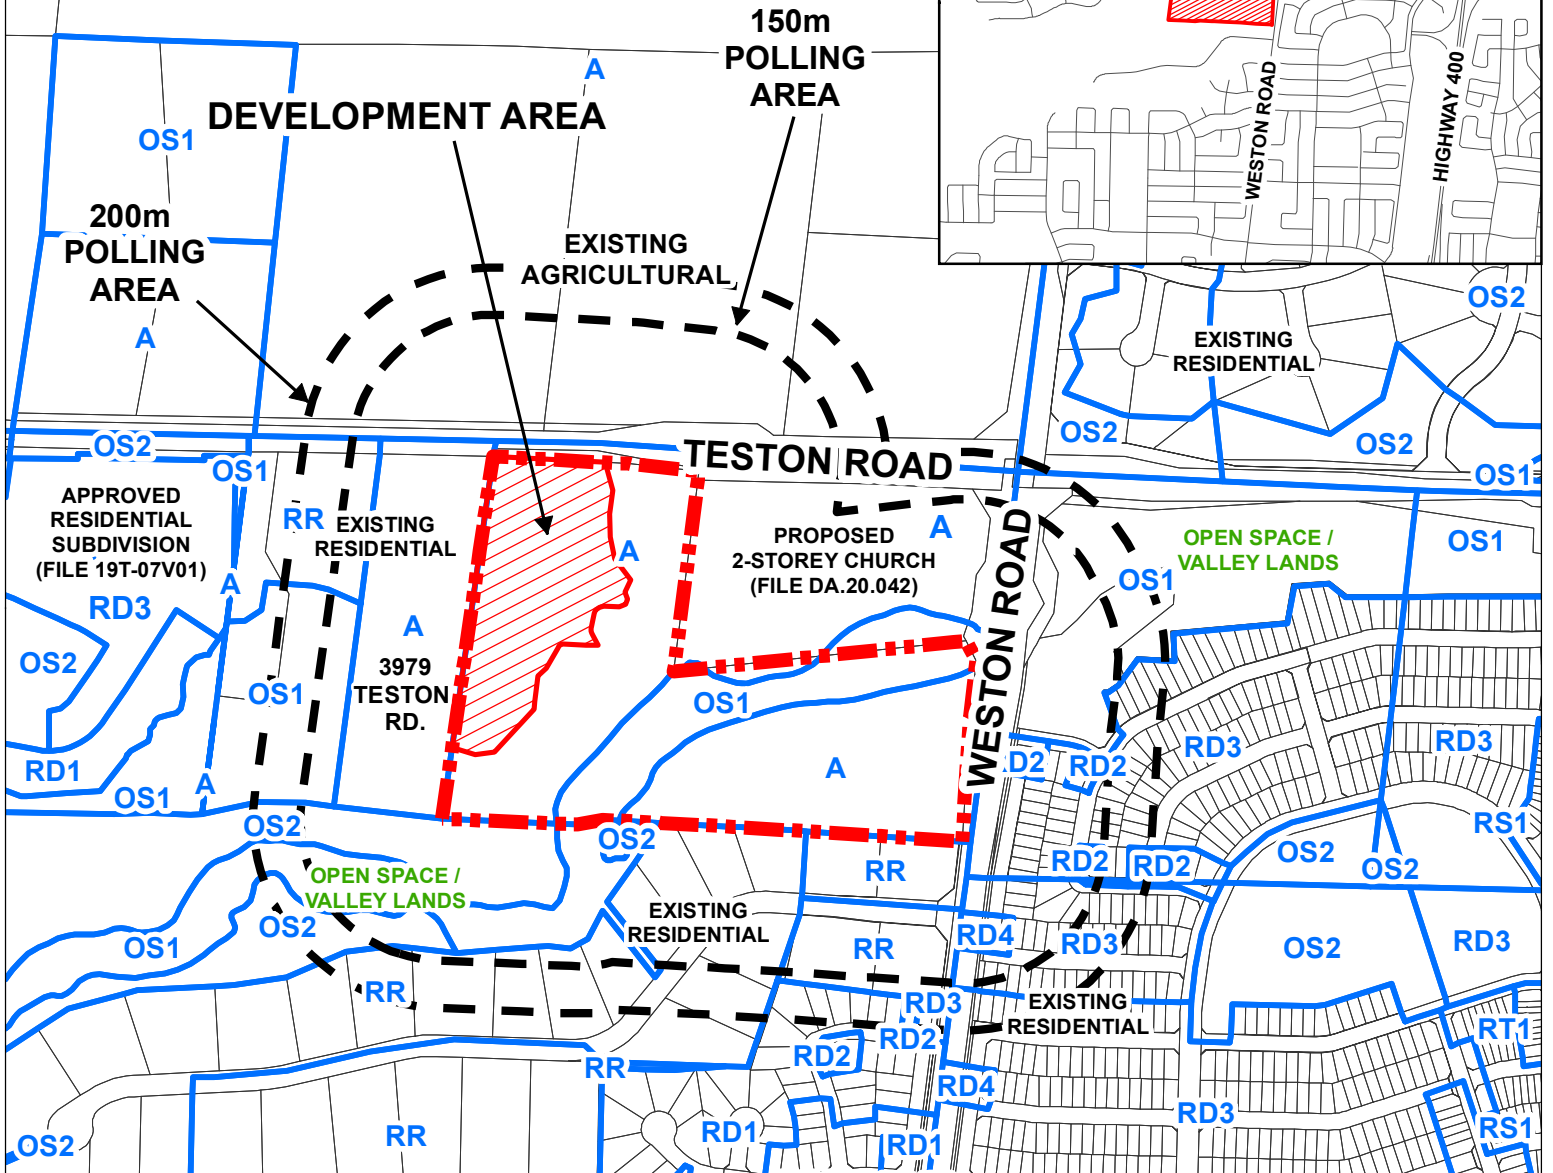 150m
POLLING
AREA
WESTON ROAD
HIGHWAY 400
A
DEVELOPMENT AREA
OS1
200m
POLLING
AREA
EXISTING
AGRICULTURAL
A
OS2
EXISTING
RESIDENTIAL
OS2
OS2
OS2
OS1
TESTON ROAD
OS1
APPROVED
RESIDENTIAL
SUBDIVISION
(FILE 19T-07V01)
RR
EXISTING
RESIDENTIAL
A
PROPOSED
2-STOREY CHURCH
(FILE DA.20.042)
A
WESTON ROAD
OPEN SPACE /
VALLEY LANDS
OS1
OS1
A
RD3
A
OS2
3979
TESTON
RD.
OS1
OS1
RD1
A
OS1
A
RD2
RD2
RD3
RD3
OS2
OS2
RS1
OPEN SPACE /
VALLEY LANDS
RR
RD2
RD2
OS2
OS2
OS2
OS1
EXISTING
RESIDENTIAL
RR
RD4
RD3
OS2
RD3
RR
RD3
EXISTING
RESIDENTIAL
RD2
RD2
RT1
RR
RD4
RD3
OS2
RR
RD1
RD1
RS1